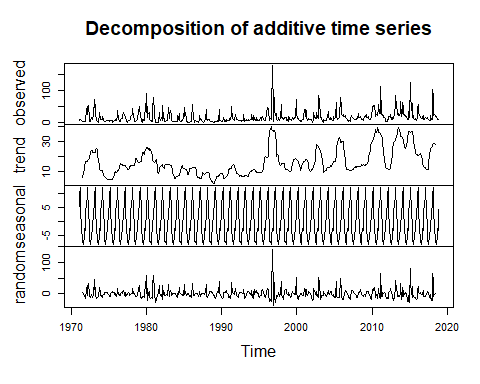 Decomposition of additive time series
observed
0 100
trend
10 30
seasonal
-5 5
random
0 100
1970 1980 1990 2000 2010 2020
Time